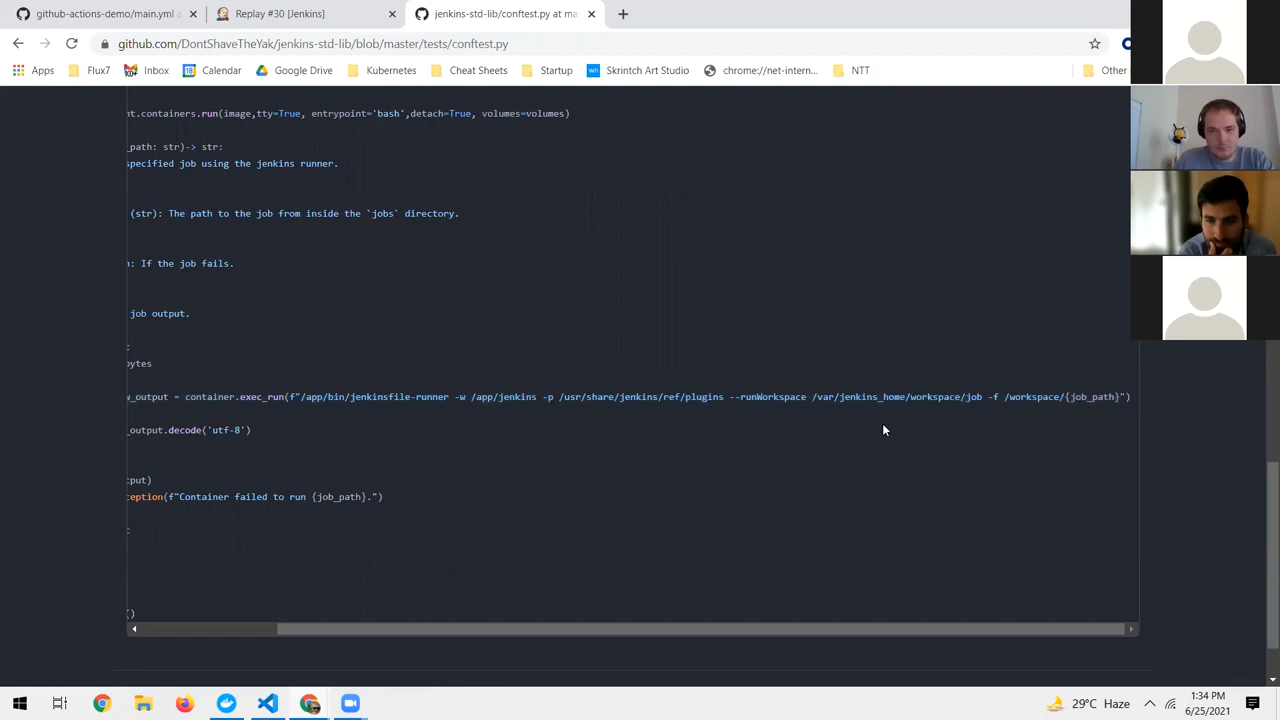 github-actions-demo/main.yml a
Replay #30 [Jenkins]
jenkins-std-lib/conftest.py at ma
github.com/DontShaveTheYak/jenkins-std-lib/blob/master/tests/conftest.py
Apps
Flux7
100+
Inbox
18
Calendar
Google Drive
Kubernetes
Cheat Sheets
Startup
wn
Skrintch Art Studio
chrome://net-intern...
NTT
Other
nt.containers.run(image,tty=True, entrypoint='bash',detach=True, volumes=volumes)
_path: str)-> str:
specified job using the jenkins runner.
(str): The path to the job from inside the `jobs` directory.
n: If the job fails.
job output.
:
bytes
w_output = container.exec_run(f"/app/bin/jenkinsfile-runner -w /app/jenkins -p /usr/share/jenkins/ref/plugins --runWorkspace /var/jenkins_home/workspace/job -f /workspace/{job_path}")
_output.decode('utf-8')
put)
ception(f"Container failed to run {job_path}.")
:
()
29°C Haze
1:34 PM
6/25/2021